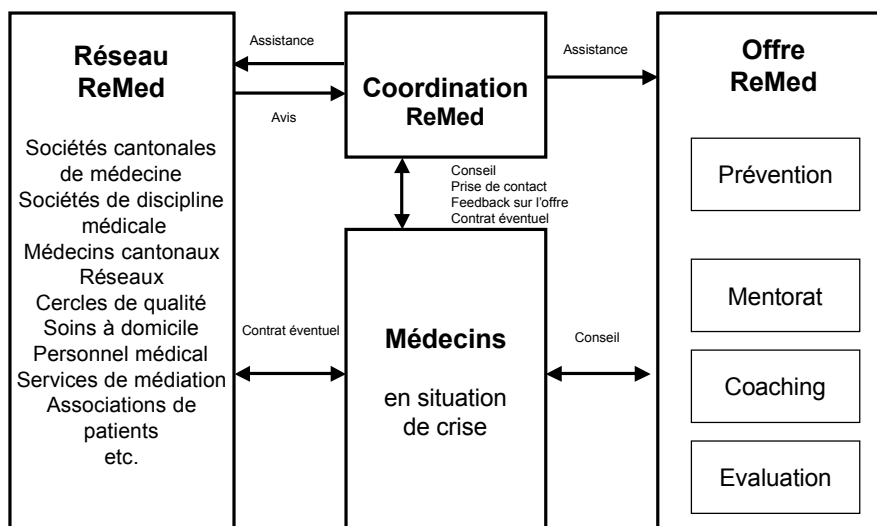 Réseau
ReMed
Sociétés cantonales
de médecine
Sociétés de discipline
médicale
Médecins cantonaux
Réseaux
Cercles de qualité
Soins à domicile
Personnel médical
Services de médiation
Associations de
patients
etc.
Assistance
Avis
Contrat éventuel
Coordination
ReMed
Conseil
Prise de contact
Feedback sur l'offre
Contrat éventuel
Médecins
en situation
de crise
Assistance
Conseil
Offre
ReMed
Prévention
Mentorat
Coaching
Evaluation